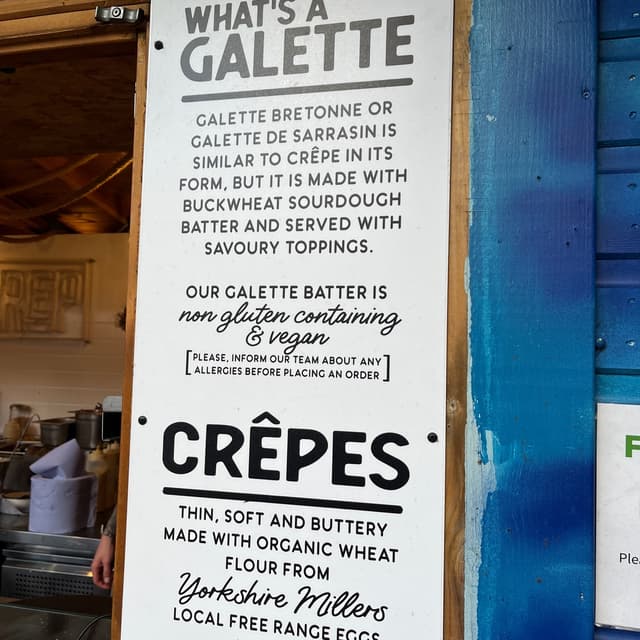 WHAT'S A
GALETTE
GALETTE BRETONNE OR
GALETTE DE SARRASIN IS
SIMILAR TO CRÊPE IN ITS
FORM, BUT IT IS MADE WITH
BUCKWHEAT SOURDOUGH
BATTER AND SERVED WITH
SAVOURY TOPPINGS.
OUR GALETTE BATTER IS
non gluten containing
& vegan
[PLEASE, INFORM OUR TEAM ABOUT ANY
ALLERGIES BEFORE PLACING AN ORDER]
CRÊPES
THIN, SOFT AND BUTTERY
MADE WITH ORGANIC WHEAT
FLOUR FROM
Yorkshire Millers
LOCAL FREE RANGE EGGS
F
Plea